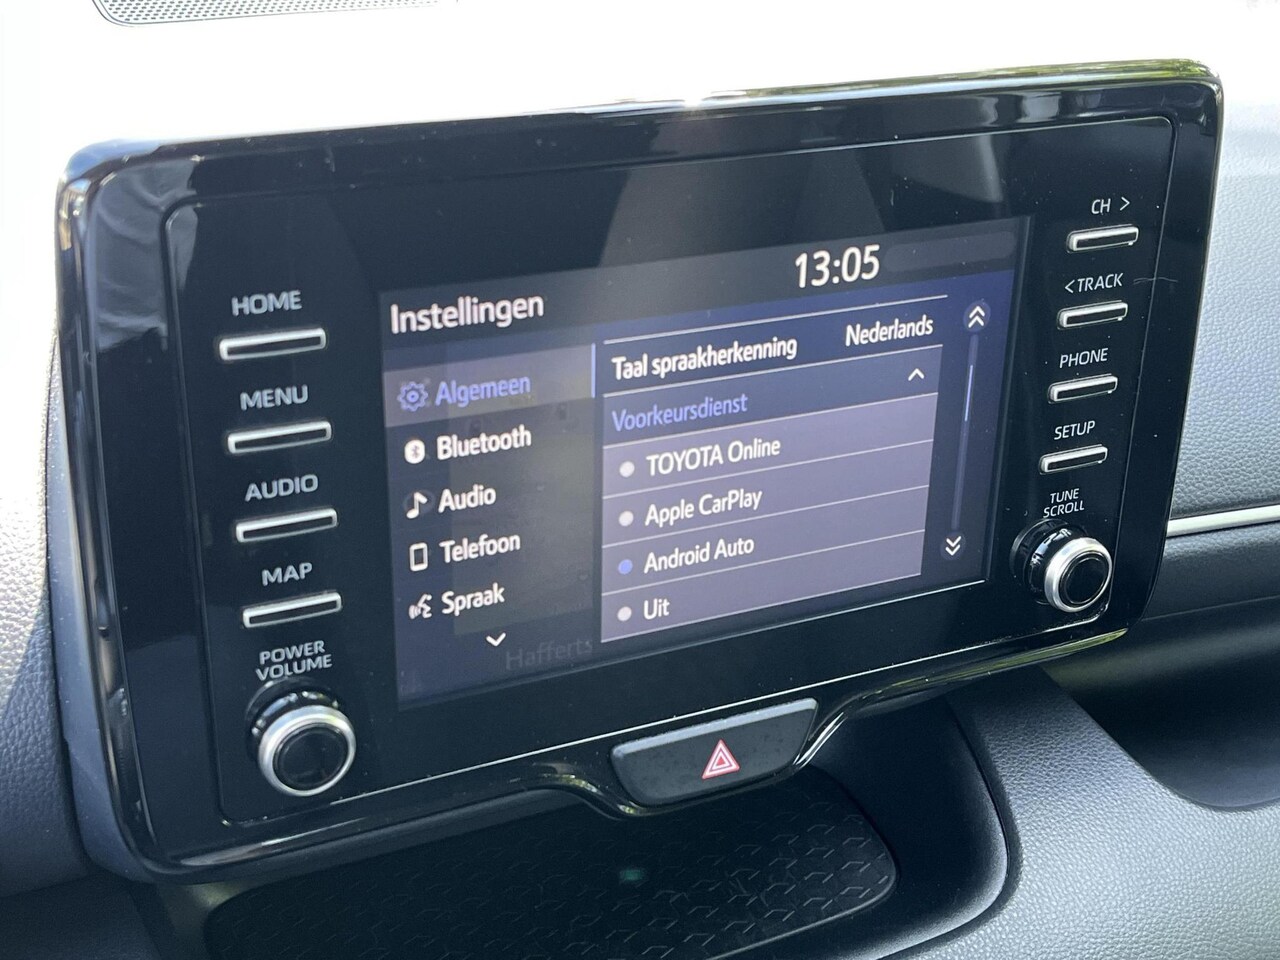 HOME
MENU
AUDIO
MAP
POWER
VOLUME
Instellingen
13:05
Algemeen
Bluetooth
Audio
Telefoon
Spraak
Taal spraakherkenning Nederlands
Voorkeursdienst
TOYOTA Online
Apple CarPlay
Android Auto
Uit
Hafferts
CH >
<TRACK
PHONE
SETUP
TUNE
SCROLL